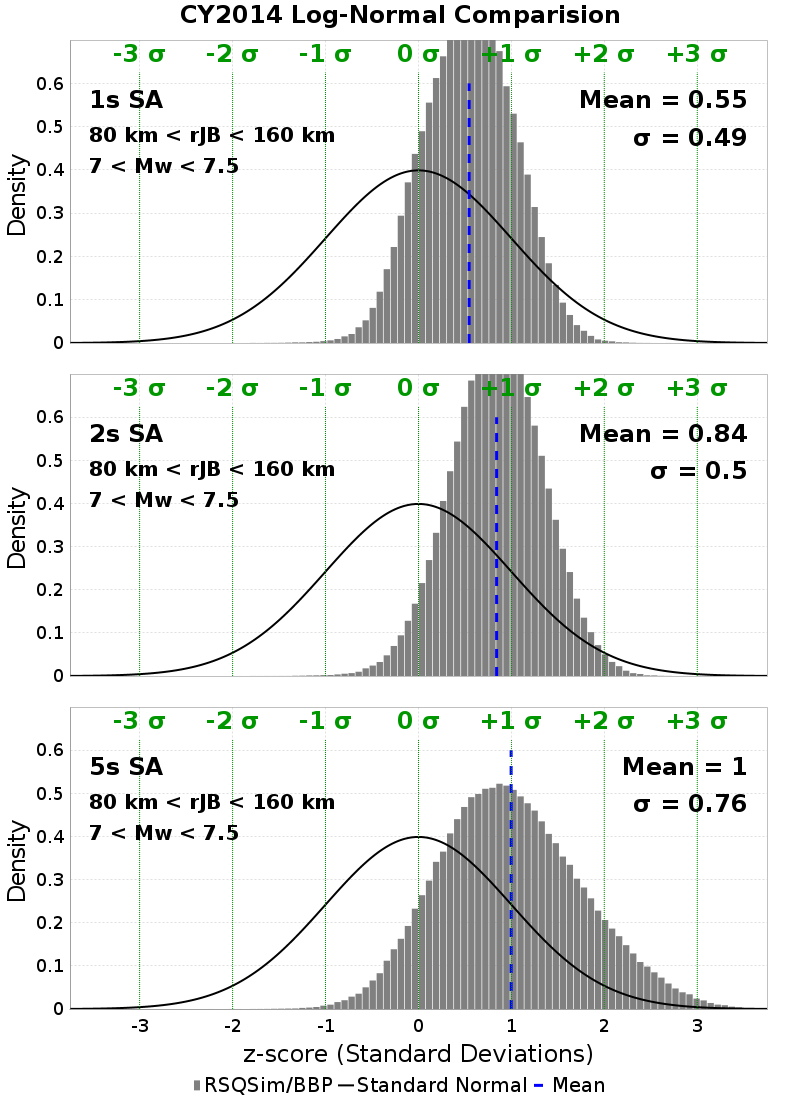 CY2014 Log-Normal Comparision
-3 σ -2 σ -1 σ 0 σ +1 σ +2 σ +3 σ
0.6
1s SA Mean = 0.55
0.5
80 km < rJB < 160 km σ = 0.49
7 < Mw < 7.5
0.4
0.3
0.2
0.1
0
Density
-3 σ -2 σ -1 σ 0 σ +1 σ +2 σ +3 σ
0.6
2s SA Mean = 0.84
0.5
80 km < rJB < 160 km σ = 0.5
7 < Mw < 7.5
0.4
0.3
0.2
0.1
0
Density
-3 σ -2 σ -1 σ 0 σ +1 σ +2 σ +3 σ
0.6
5s SA Mean = 1
0.5
80 km < rJB < 160 km σ = 0.76
7 < Mw < 7.5
0.4
0.3
0.2
0.1
0
Density
-3 -2 -1 0 1 2 3
z-score (Standard Deviations)
RSQSim/BBP Standard Normal Mean